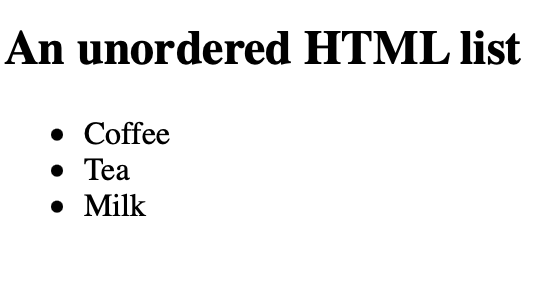 An unordered HTML list
• Coffee
• Tea
• Milk